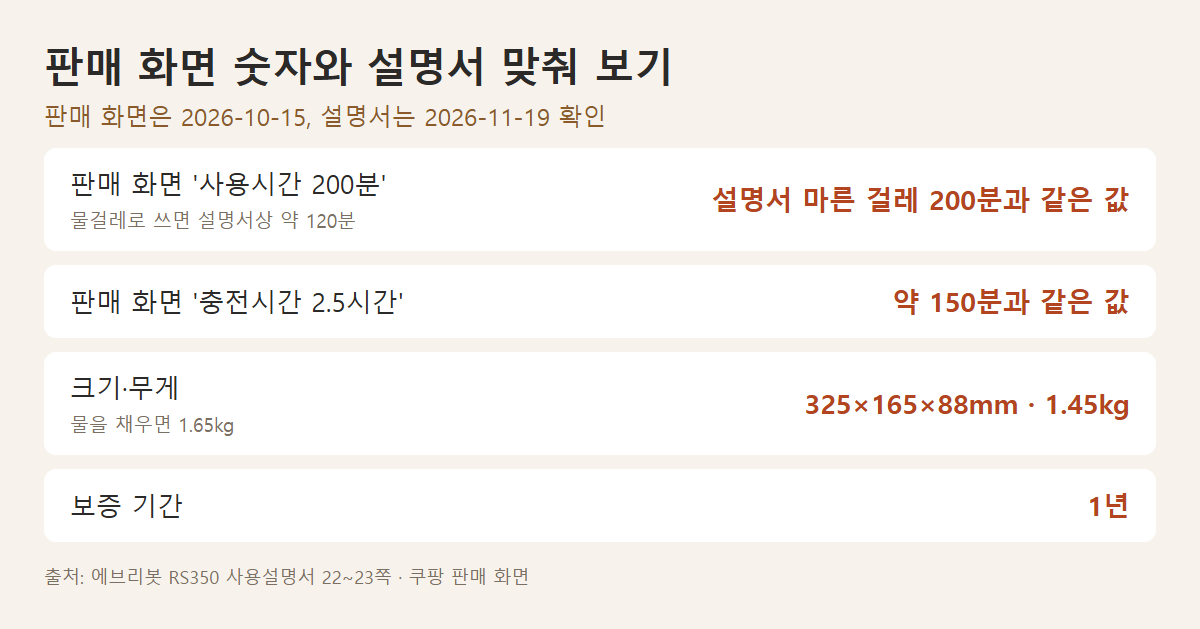 판매 화면 숫자와 설명서 맞춰 보기
판매 화면은 2026-10-15, 설명서는 2026-11-19 확인
판매 화면 '사용시간 200분'
물걸레로 쓰면 설명서상 약 120분
설명서 마른 걸레 200분과 같은 값
판매 화면 '충전시간 2.5시간'
약 150분과 같은 값
크기·무게
물을 채우면 1.65kg
325×165×88mm · 1.45kg
보증 기간
1년
출처: 에브리봇 RS350 사용설명서 22~23쪽 · 쿠팡 판매 화면